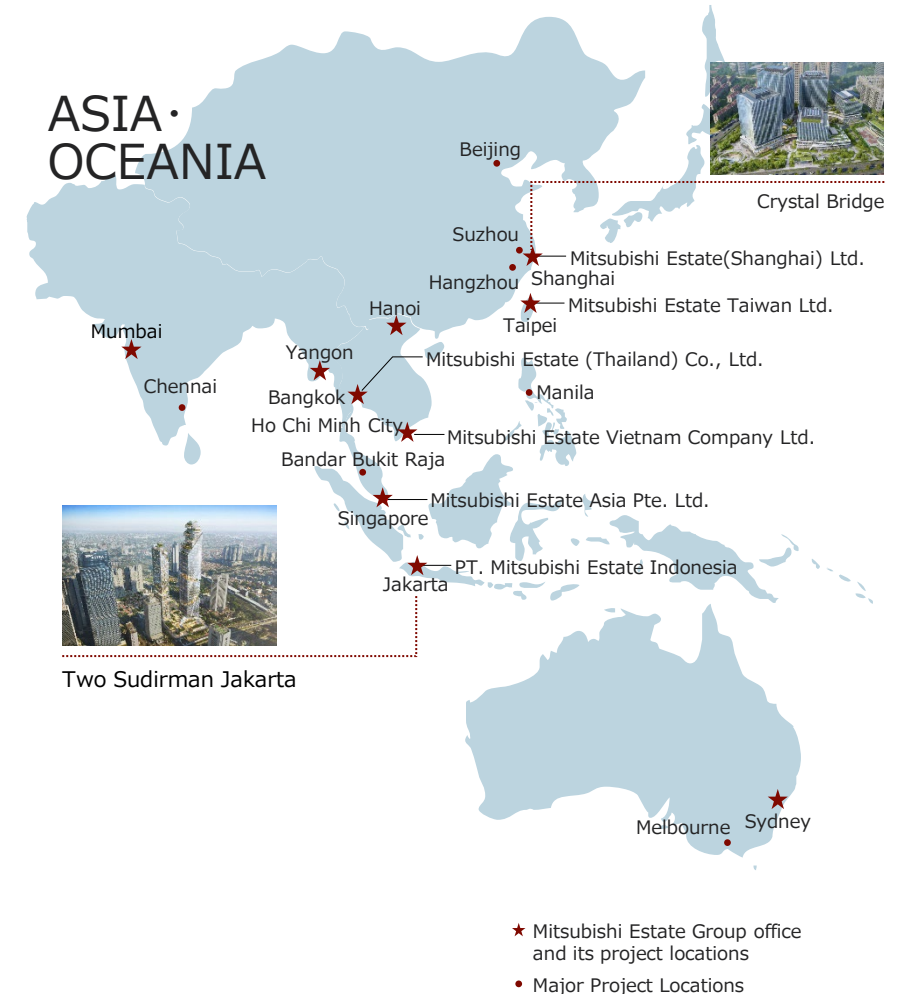 ASIA・
OCEANIA
Beijing
Crystal Bridge
Suzhou
Mitsubishi Estate(Shanghai) Ltd.
Hangzhou
Shanghai
Hanoi
Mitsubishi Estate Taiwan Ltd.
Taipei
Mumbai
Yangon
Mitsubishi Estate (Thailand) Co., Ltd.
Chennai
Bangkok
Manila
Ho Chi Minh City
Mitsubishi Estate Vietnam Company Ltd.
Bandar Bukit Raja
Mitsubishi Estate Asia Pte. Ltd.
Singapore
PT. Mitsubishi Estate Indonesia
Jakarta
Two Sudirman Jakarta
Melbourne
Sydney
Mitsubishi Estate Group office
and its project locations
Major Project Locations